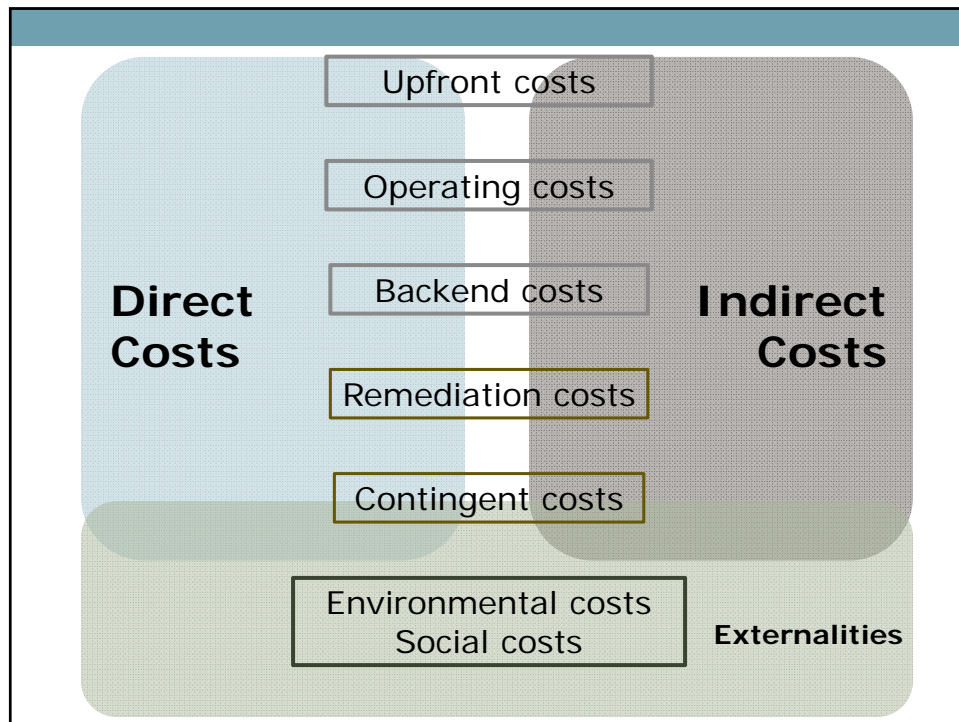 Upfront costs
Operating costs
Backend costs
Direct
Costs
Indirect
Costs
Remediation costs
Contingent costs
Environmental costs
Social costs
Externalities